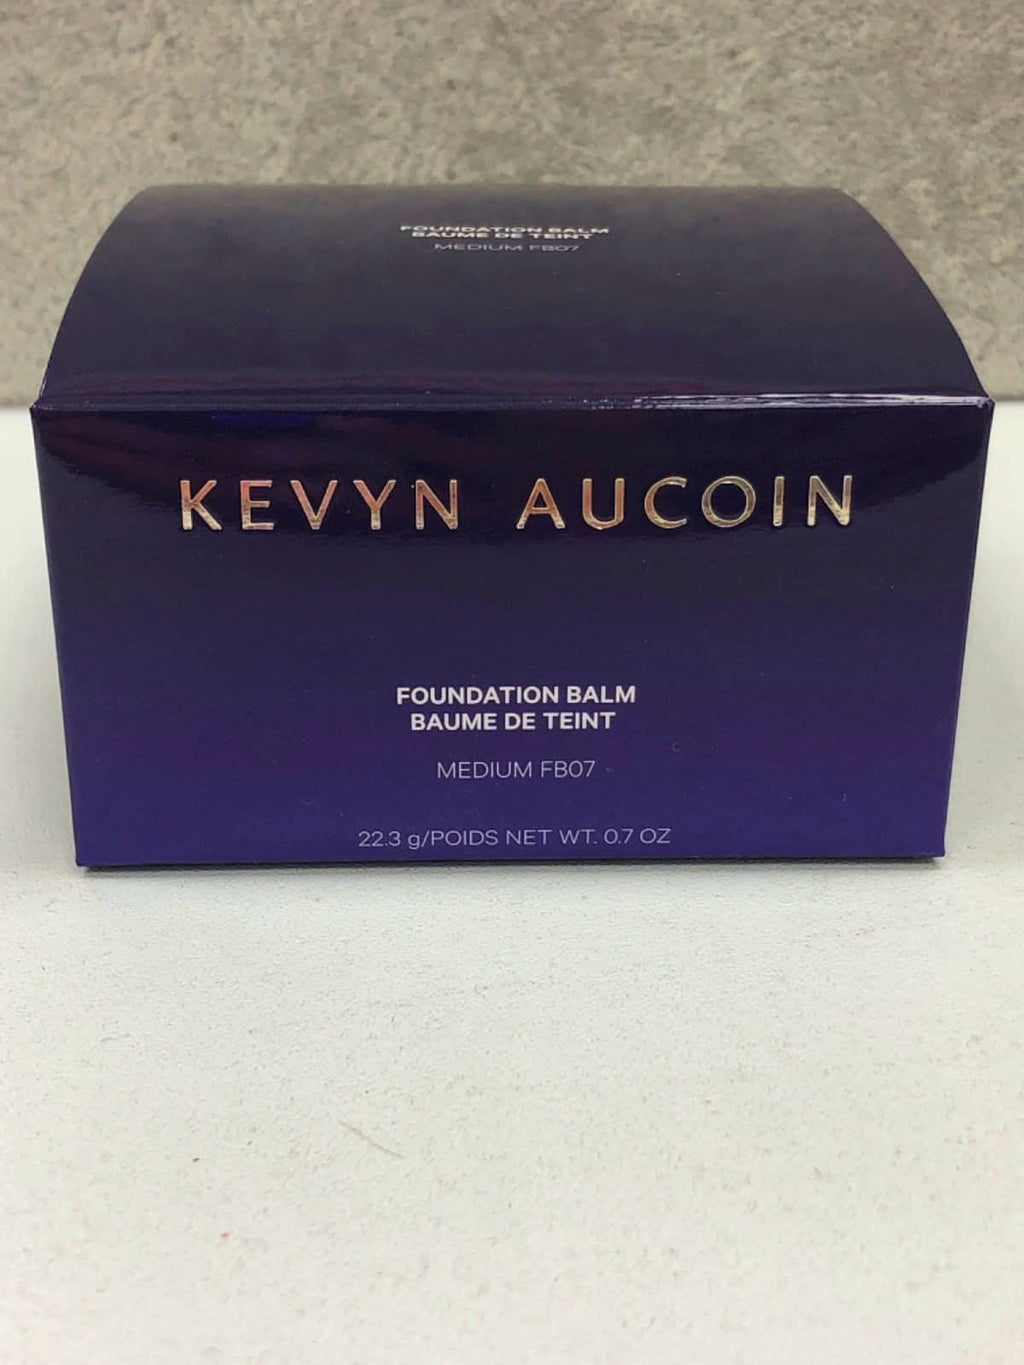 FOUNDATION BALM
BAUME DE TEINT
MEDIUM FB07
KEVYN AUCOIN
FOUNDATION BALM
BAUME DE TEINT
MEDIUM FB07
22.3 g/POIDS NET WT. 0.7 OZ